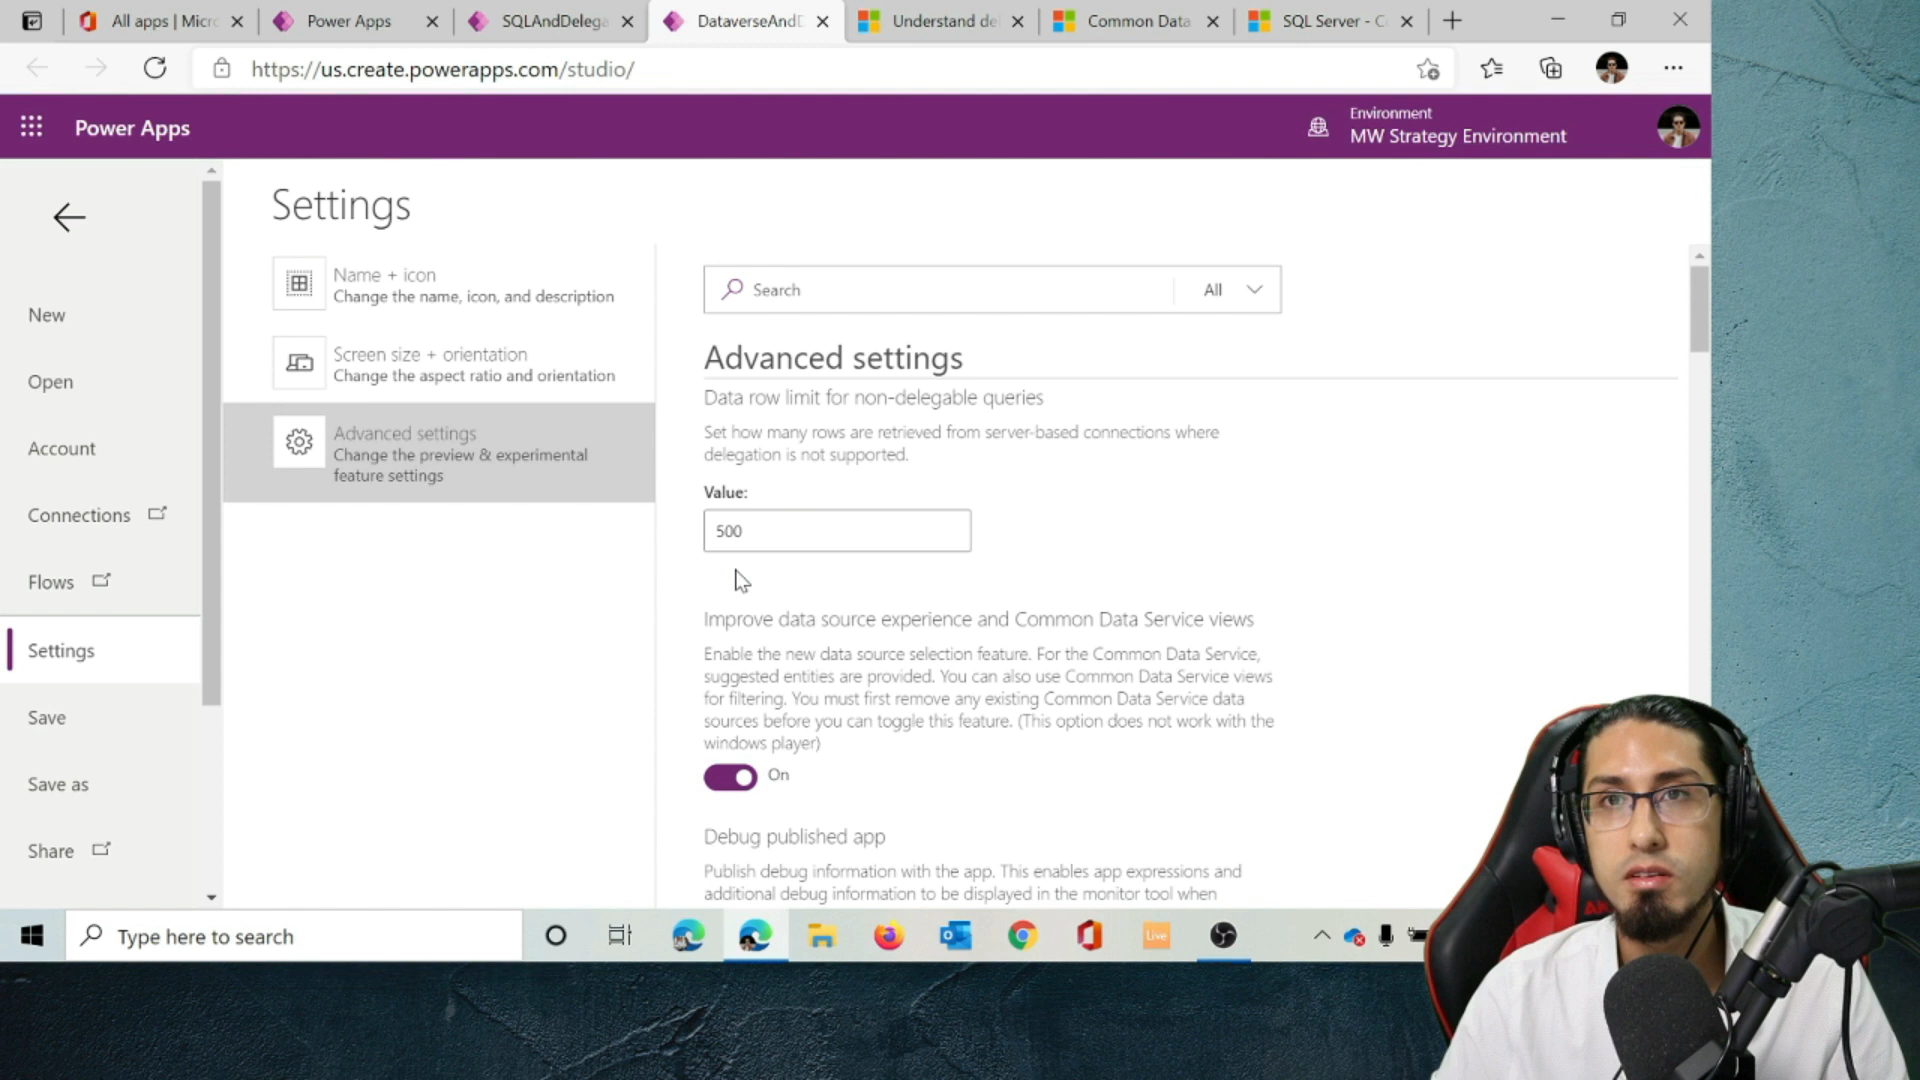 All apps | Micro
Power Apps
SQLAndDelega
DataverseAndD
Understand de
Common Data
SQL Server - C
https://us.create.powerapps.com/studio/
Power Apps
Environment
MW Strategy Environment
New
Open
Account
Connections
Flows
Settings
Save
Save as
Share
Settings
Name + icon
Change the name, icon, and description
Screen size + orientation
Change the aspect ratio and orientation
Advanced settings
Change the preview & experimental
feature settings
Search
All
Advanced settings
Data row limit for non-delegable queries
Set how many rows are retrieved from server-based connections where
delegation is not supported.
Value:
500
Improve data source experience and Common Data Service views
Enable the new data source selection feature. For the Common Data Service,
suggested entities are provided. You can also use Common Data Service views
for filtering. You must first remove any existing Common Data Service data
sources before you can toggle this feature. (This option does not work with the
windows player)
On
Debug published app
Publish debug information with the app. This enables app expressions and
additional debug information to be displayed in the monitor tool when
Type here to search
Live